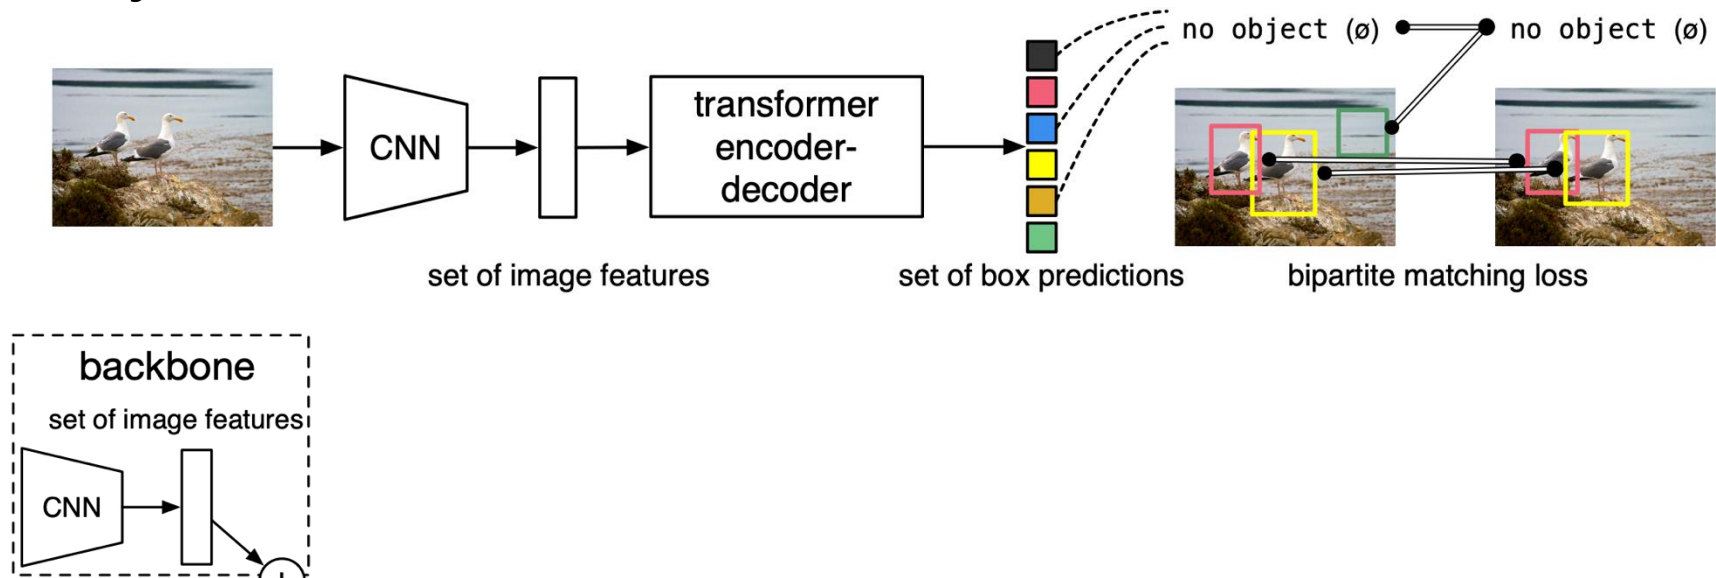 no object (ø)
no object (ø)
CNN
transformer
encoder-
decoder
set of image features
set of box predictions
bipartite matching loss
backbone
set of image features
CNN